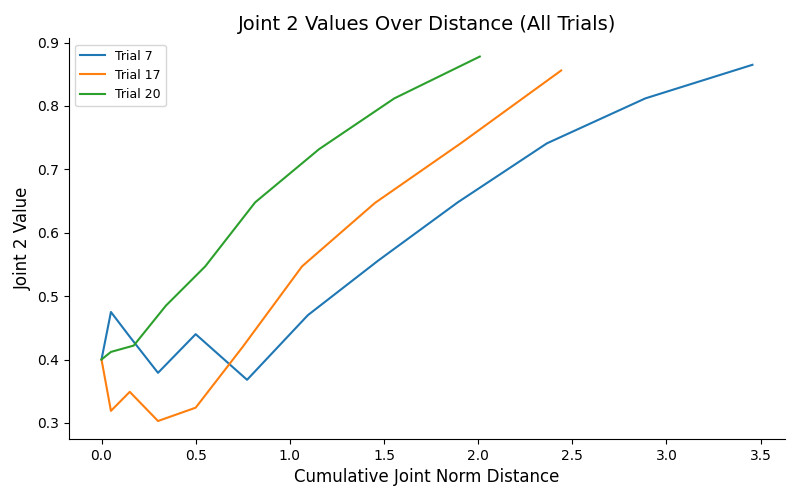 Joint 2 Values Over Distance (All Trials)
Trial 7
Trial 17
Trial 20
Joint 2 Value
0.9
0.8
0.7
0.6
0.5
0.4
0.3
0.0 0.5 1.0 1.5 2.0 2.5 3.0 3.5
Cumulative Joint Norm Distance